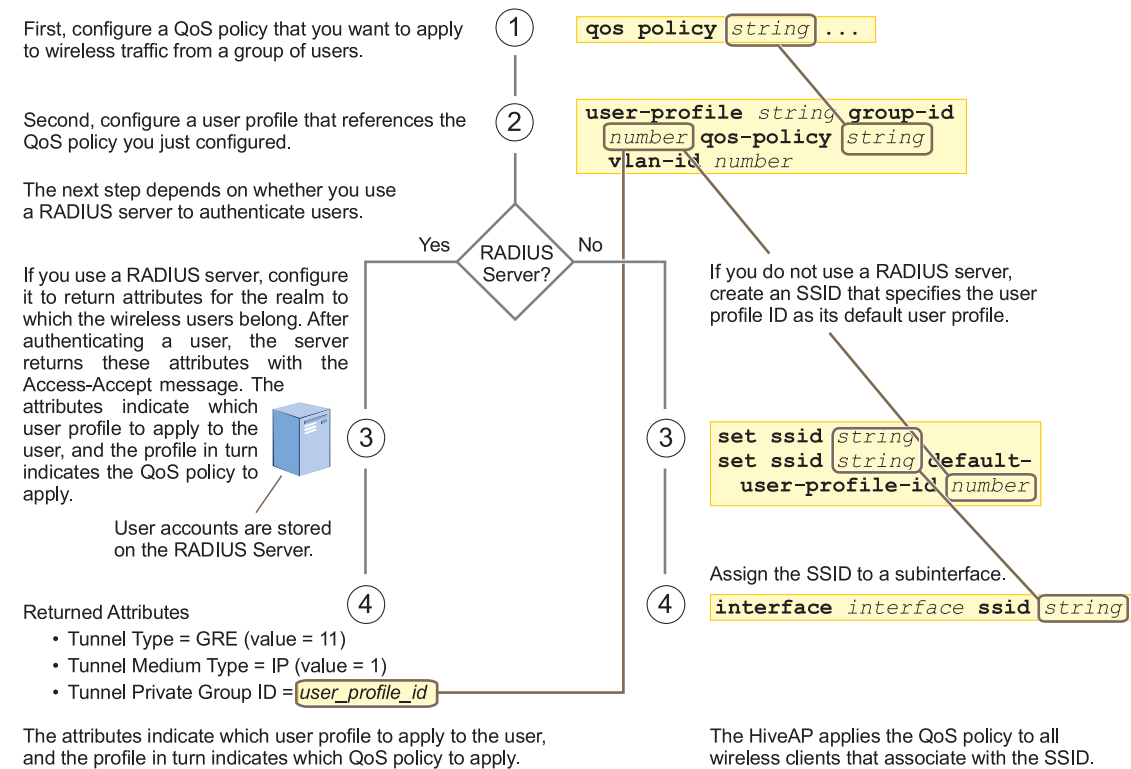 First, configure a QoS policy that you want to apply
to wireless traffic from a group of users.
1
qos policy string ...
Second, configure a user profile that references the
QoS policy you just configured.
2
user-profile string group-id
number qos-policy string
vlan-id number
The next step depends on whether you use
a RADIUS server to authenticate users.
Yes
RADIUS
Server?
No
If you use a RADIUS server, configure
it to return attributes for the realm to
which the wireless users belong. After
authenticating a user, the server
returns these attributes with the
Access-Accept message. The
attributes indicate which
user profile to apply to the
user, and the profile in turn
indicates the QoS policy to
apply.
3
User accounts are stored
on the RADIUS Server.
If you do not use a RADIUS server,
create an SSID that specifies the user
profile ID as its default user profile.
3
set ssid string
set ssid string default-
user-profile-id number
4
Returned Attributes
• Tunnel Type = GRE (value = 11)
• Tunnel Medium Type = IP (value = 1)
• Tunnel Private Group ID = user_profile_id
The attributes indicate which user profile to apply to the user,
and the profile in turn indicates which QoS policy to apply.
Assign the SSID to a subinterface.
4
interface interface ssid string
The HiveAP applies the QoS policy to all
wireless clients that associate with the SSID.